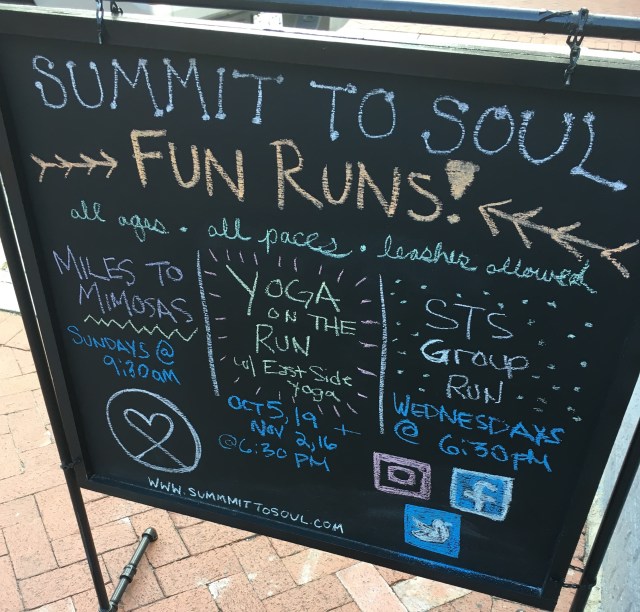 SUMMIT TO SOUL
FUN RUNS!
all ages • all paces • leashes allowed
MILES TO
MIMOSAS
SUNDAYS @
9:30am
YOGA
ON THE
RUN
w/ East Side
Yoga
OCT 5, 19 +
NOV 2, 16
@ 6:30 PM
STS
Group
RUN
WEDNESDAYS
@ 6:30pm
WWW.SUMMMITTOSOUL.COM